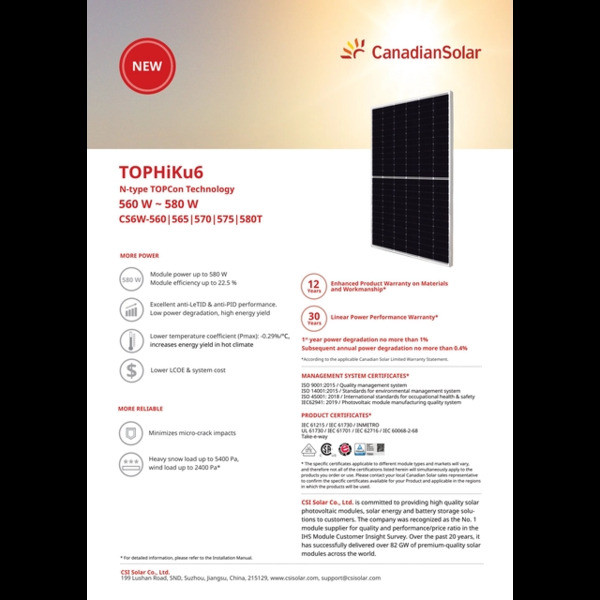 NEW
CanadianSolar
TOPHiKu6
N-type TOPCon Technology
560 W ~ 580 W
CS6W-560|565|570|575|580T
MORE POWER
580 W
Module power up to 580 W
Module efficiency up to 22.5 %
Excellent anti-LeTID & anti-PID performance.
Low power degradation, high energy yield
Lower temperature coefficient (Pmax): -0.29%/°C,
increases energy yield in hot climate
$
Lower LCOE & system cost
MORE RELIABLE
Minimizes micro-crack impacts
Heavy snow load up to 5400 Pa,
wind load up to 2400 Pa*
* For detailed information, please refer to the Installation Manual.
12
Years
Enhanced Product Warranty on Materials
and Workmanship*
30
Years
Linear Power Performance Warranty*
1st year power degradation no more than 1%
Subsequent annual power degradation no more than 0.4%
*According to the applicable Canadian Solar Limited Warranty Statement.
MANAGEMENT SYSTEM CERTIFICATES*
ISO 9001:2015 / Quality management system
ISO 14001:2015 / Standards for environmental management system
ISO 45001: 2018 / International standards for occupational health & safety
IEC62941: 2019 / Photovoltaic module manufacturing quality system
PRODUCT CERTIFICATES*
IEC 61215 / IEC 61730 / INMETRO
UL 61730 / IEC 61701 / IEC 62716 / IEC 60068-2-68
Take-e-way
* The specific certificates applicable to different module types and markets will vary,
and therefore not all of the certifications listed herein will simultaneously apply to the
products you order or use. Please contact your local Canadian Solar sales representative
to confirm the specific certificates available for your Product and applicable in the regions
in which the products will be used.
CSI Solar Co., Ltd. is committed to providing high quality solar
photovoltaic modules, solar energy and battery storage solu-
tions to customers. The company was recognized as the No. 1
module supplier for quality and performance/price ratio in the
IHS Module Customer Insight Survey. Over the past 20 years, it
has successfully delivered over 82 GW of premium-quality solar
modules across the world.
CSI Solar Co., Ltd.
199 Lushan Road, SND, Suzhou, Jiangsu, China, 215129, www.csisolar.com, support@csisolar.com